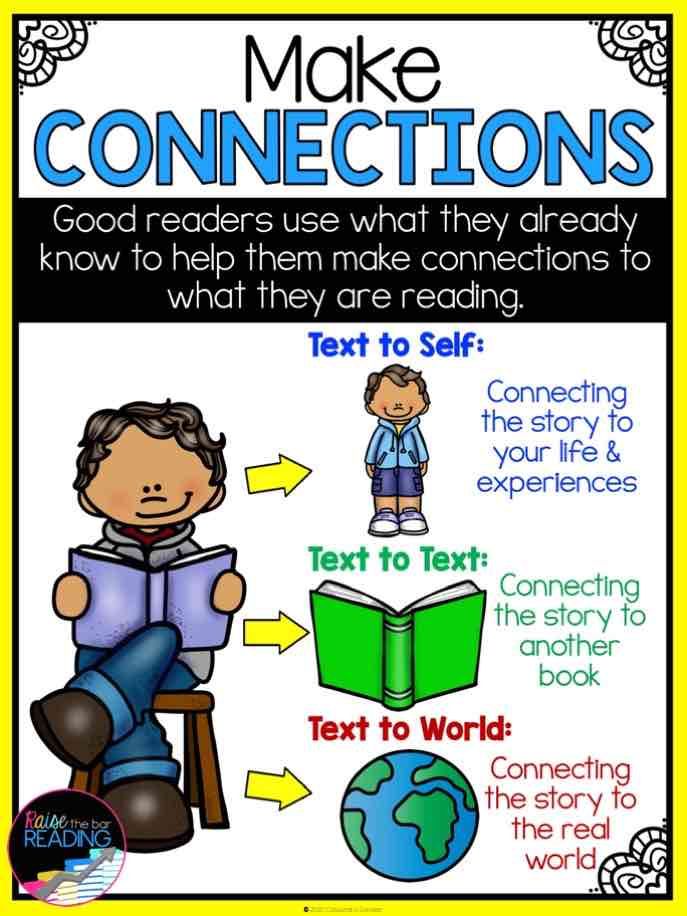 Make
CONNECTIONS
Good readers use what they already
know to help them make connections to
what they are reading.
Text to Self:
Connecting
the story to
your life &
experiences
Text to Text:
Connecting
the story to
another
book
Text to World:
Connecting
the story to
the real
world
Raise the bar
READING